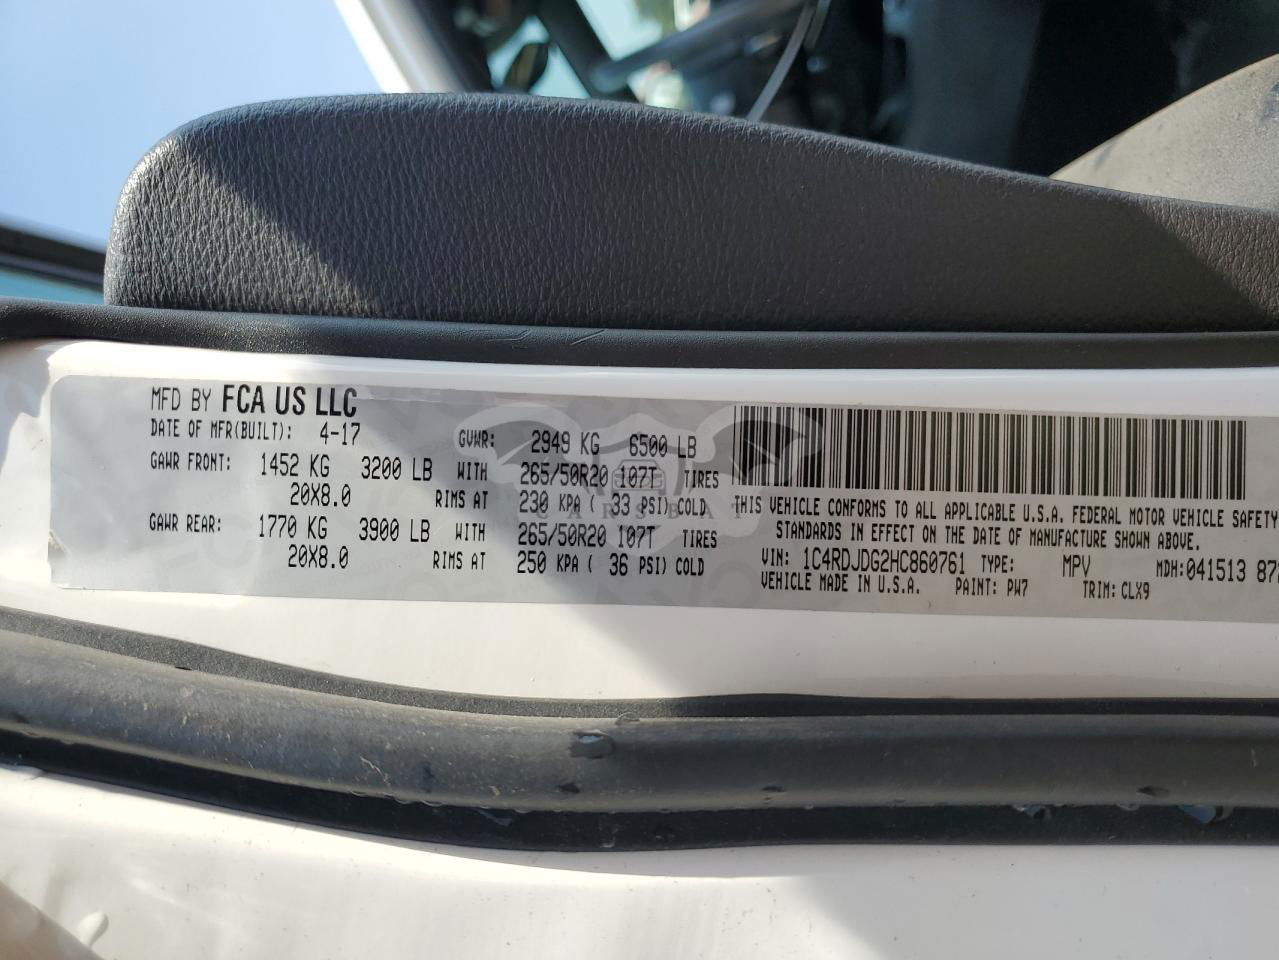 MFD BY FCA US LLC
DATE OF MFR(BUILT): 4-17
GVWR: 2949 KG 6500 LB
GAWR FRONT: 1452 KG 3200 LB WITH 265/50R20 107T TIRES
20X8.0 RIMS AT 230 KPA ( 33 PSI) COLD
GAWR REAR: 1770 KG 3900 LB WITH 265/50R20 107T TIRES
20X8.0 RIMS AT 250 KPA ( 36 PSI) COLD
THIS VEHICLE CONFORMS TO ALL APPLICABLE U.S.A. FEDERAL MOTOR VEHICLE SAFETY
STANDARDS IN EFFECT ON THE DATE OF MANUFACTURE SHOWN ABOVE.
VIN: 1C4RDJDG2HC860761 TYPE: MPV MDH: 041513
VEHICLE MADE IN U.S.A. PAINT: PW7 TRIM: CLX9
CARSBAT